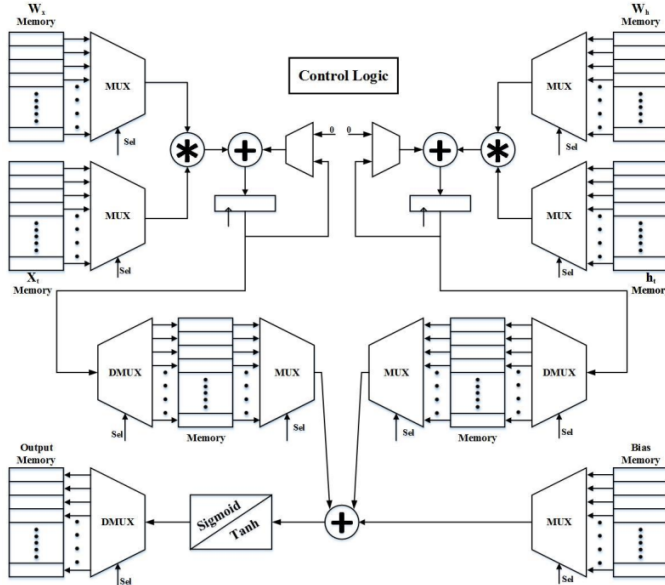 W_x
Memory
W_h
Memory
MUX
Control Logic
MUX
Sel
0
0
Sel
MUX
MUX
Sel
X_t
Memory
Sel
h_t
Memory
DMUX
MUX
MUX
DMUX
Sel
Memory
Sel
Sel
Memory
Sel
Output
Memory
Bias
Memory
DMUX
Sigmoid
Tanh
MUX
Sel
Sel